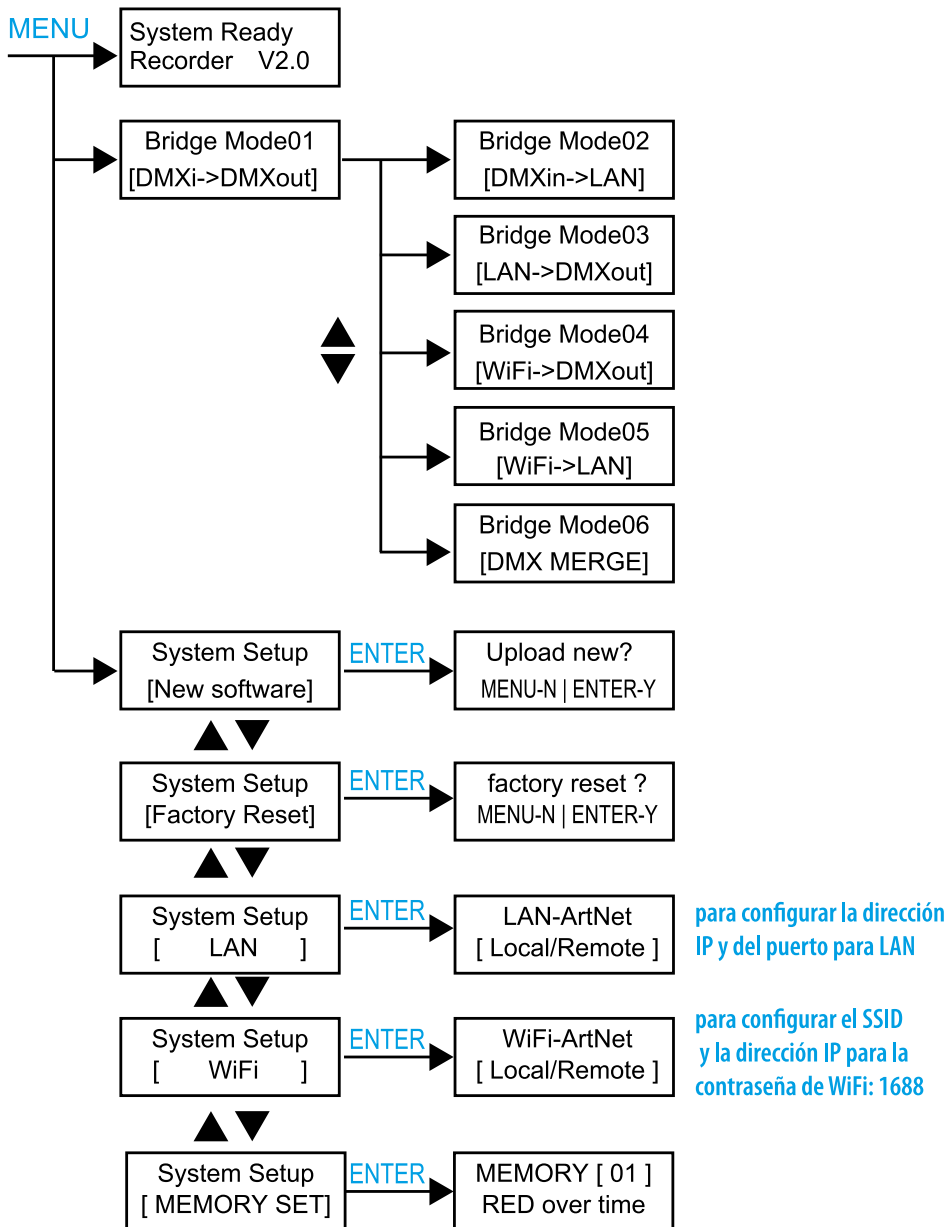 MENU
System Ready
Recorder V2.0
Bridge Mode01
[DMXi->DMXout]
Bridge Mode02
[DMXin->LAN]
Bridge Mode03
[LAN->DMXout]
Bridge Mode04
[WiFi->DMXout]
Bridge Mode05
[WiFi->LAN]
Bridge Mode06
[DMX MERGE]
System Setup
[New software]
ENTER
Upload new?
MENU-N | ENTER-Y
System Setup
[Factory Reset]
ENTER
factory reset ?
MENU-N | ENTER-Y
System Setup
[ LAN ]
ENTER
LAN-ArtNet
[ Local/Remote ]
para configurar la dirección
IP y del puerto para LAN
System Setup
[ WiFi ]
ENTER
WiFi-ArtNet
[ Local/Remote ]
para configurar el SSID
y la dirección IP para la
contraseña de WiFi: 1688
System Setup
[ MEMORY SET]
ENTER
MEMORY [ 01 ]
RED over time